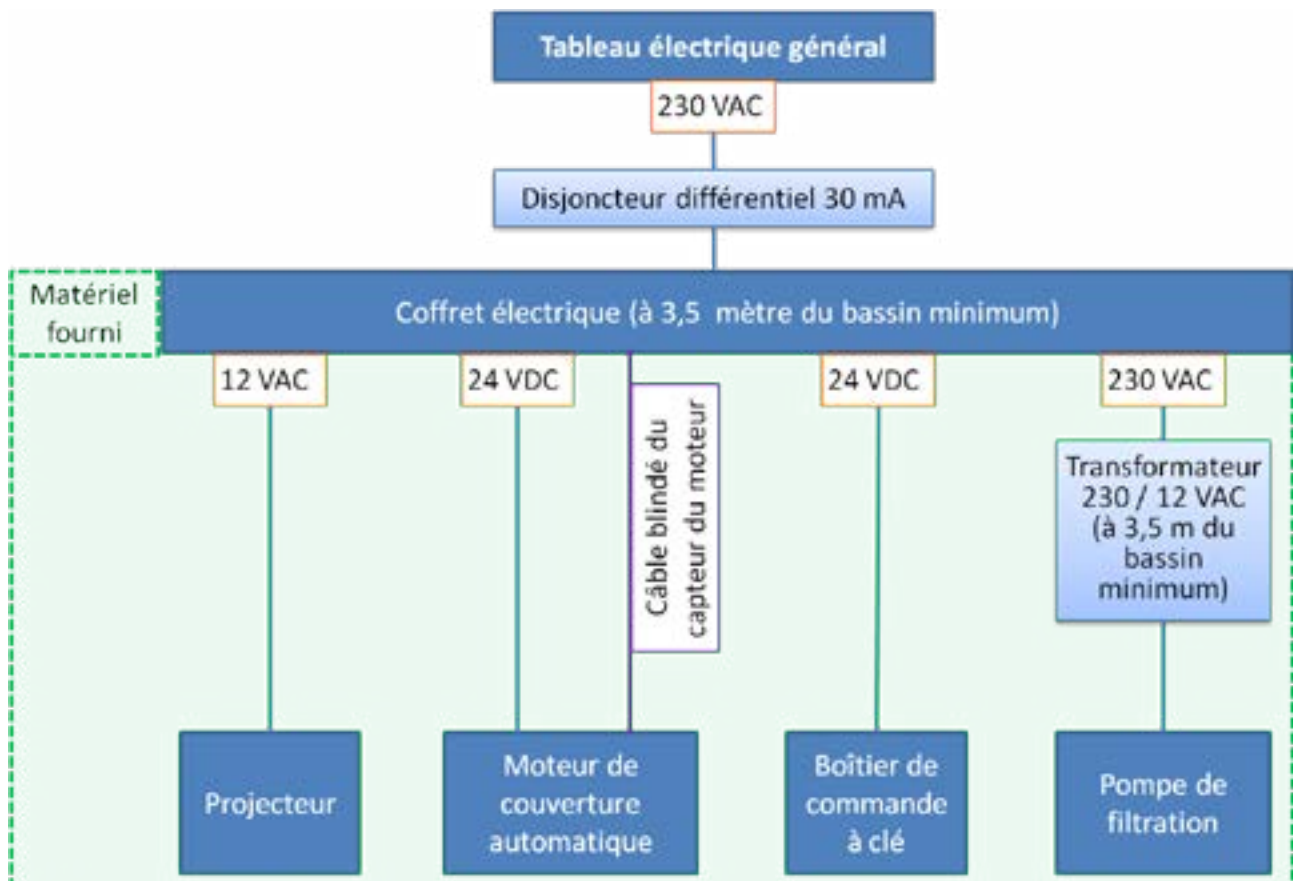 Tableau électrique général
230 VAC
Disjoncteur différentiel 30 mA
Matériel
fourni
Coffret électrique (à 3,5 mètre du bassin minimum)
12 VAC
24 VDC
24 VDC
230 VAC
Câble blindé du
capteur du moteur
Transformateur
230 / 12 VAC
(à 3,5 m du
bassin
minimum)
Projecteur
Moteur de
couverture
automatique
Boîtier de
commande
à clé
Pompe de
filtration